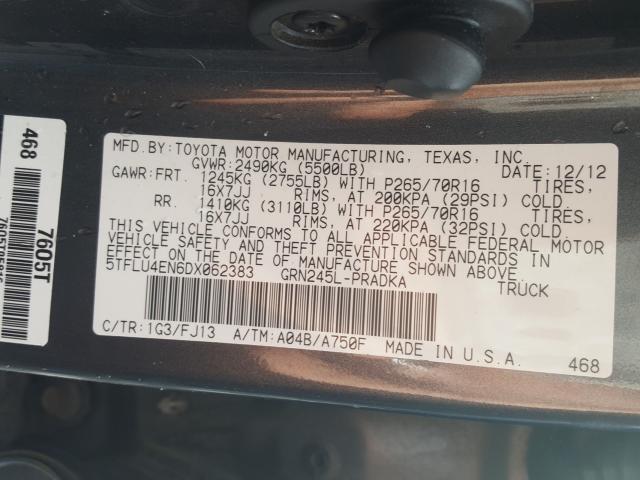 MFD.BY:TOYOTA MOTOR MANUFACTURING, TEXAS, INC.
GVWR:2490KG (5500LB) DATE:12/12
GAWR:FRT. 1245KG (2755LB) WITH P265/70R16 TIRES,
16X7JJ RIMS, AT 200KPA (29PSI) COLD
RR. 1410KG (3110LB) WITH P265/70R16 TIRES,
16X7JJ RIMS, AT 220KPA (32PSI) COLD.
THIS VEHICLE CONFORMS TO ALL APPLICABLE FEDERAL MOTOR
VEHICLE SAFETY AND THEFT PREVENTION STANDARDS IN
EFFECT ON THE DATE OF MANUFACTURE SHOWN ABOVE.
5TFLU4EN6DX062383 GRN245L-PRADKA TRUCK
C/TR:1G3/FJ13 A/TM:A04B/A750F MADE IN U.S.A.
468
468
7605T